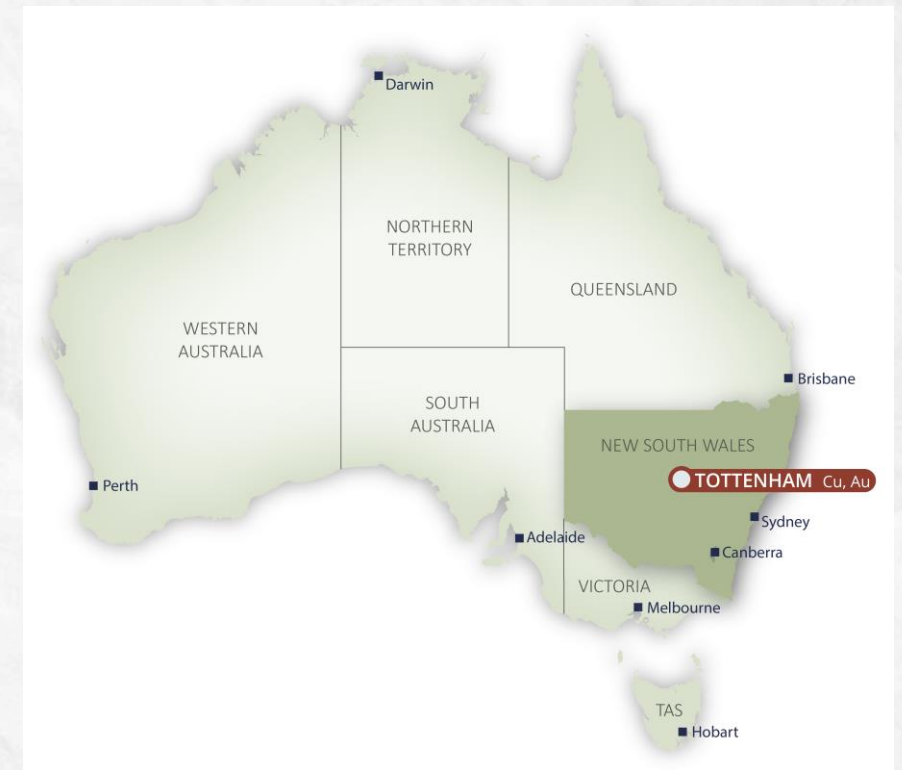 Darwin
NORTHERN
TERRITORY
QUEENSLAND
WESTERN
AUSTRALIA
Brisbane
SOUTH
AUSTRALIA
NEW SOUTH WALES
TOTTENHAM Cu, Au
Perth
Sydney
Adelaide
Canberra
VICTORIA
Melbourne
TAS
Hobart